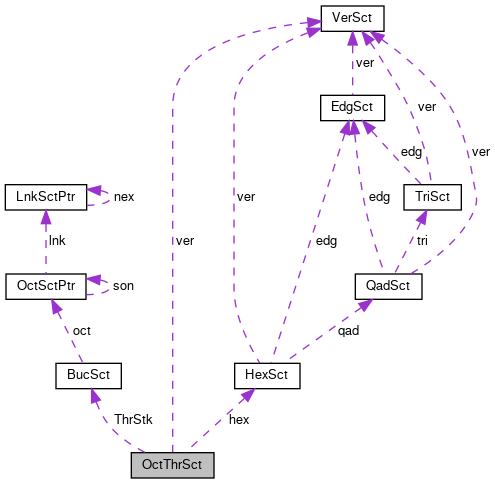 VerSct
ver
EdgSct
ver
edg
ver
LnkSctPtr
nex
edg
TriSct
lnk
ver
ver
edg
tri
OctSctPtr
son
QadSct
oct
qad
BucSct
HexSct
ThrStk
hex
OctThrSct